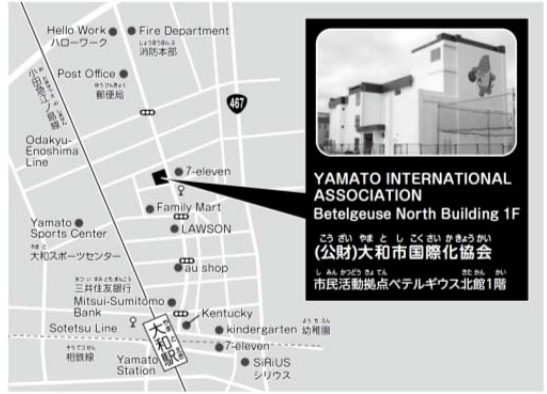 Hello Work
ハローワーク
Fire Department
しょうぼうほんぶ
消防本部
Post Office
ゆうびんきょく
郵便局
小田急江ノ島線
467
Odakyu-
Enoshima
Line
7-eleven
Family Mart
LAWSON
Yamato
Sports Center
やまと
大和スポーツセンター
au shop
みついすみともぎんこう
三井住友銀行
Mitsui-Sumitomo
Bank
Kentucky
Sotetsu Line
そうてつせん
相鉄線
kindergarten
ようちえん
幼稚園
7-eleven
大和駅
Yamato
Station
SiRiUS
シリウス
YAMATO INTERNATIONAL
ASSOCIATION
Betelgeuse North Building 1F
こうざい やまとしこくさいかきょうかい
(公財)大和市国際化協会
しみんかつどうきょてん きたかん かい
市民活動拠点ベテルギウス北館1階